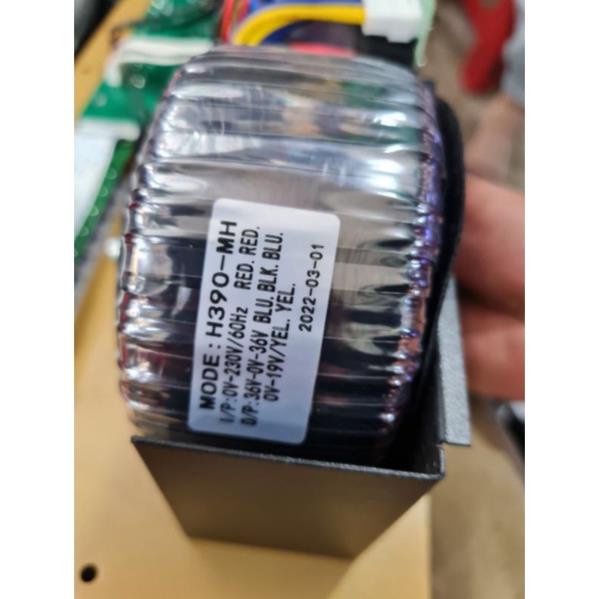 MODE: H390-MH
I/P:0V-230V/60Hz RED. RED.
O/P:36V-0V-36V BLU. BLK. BLU.
0V-19V/YEL. YEL.
2022-03-01